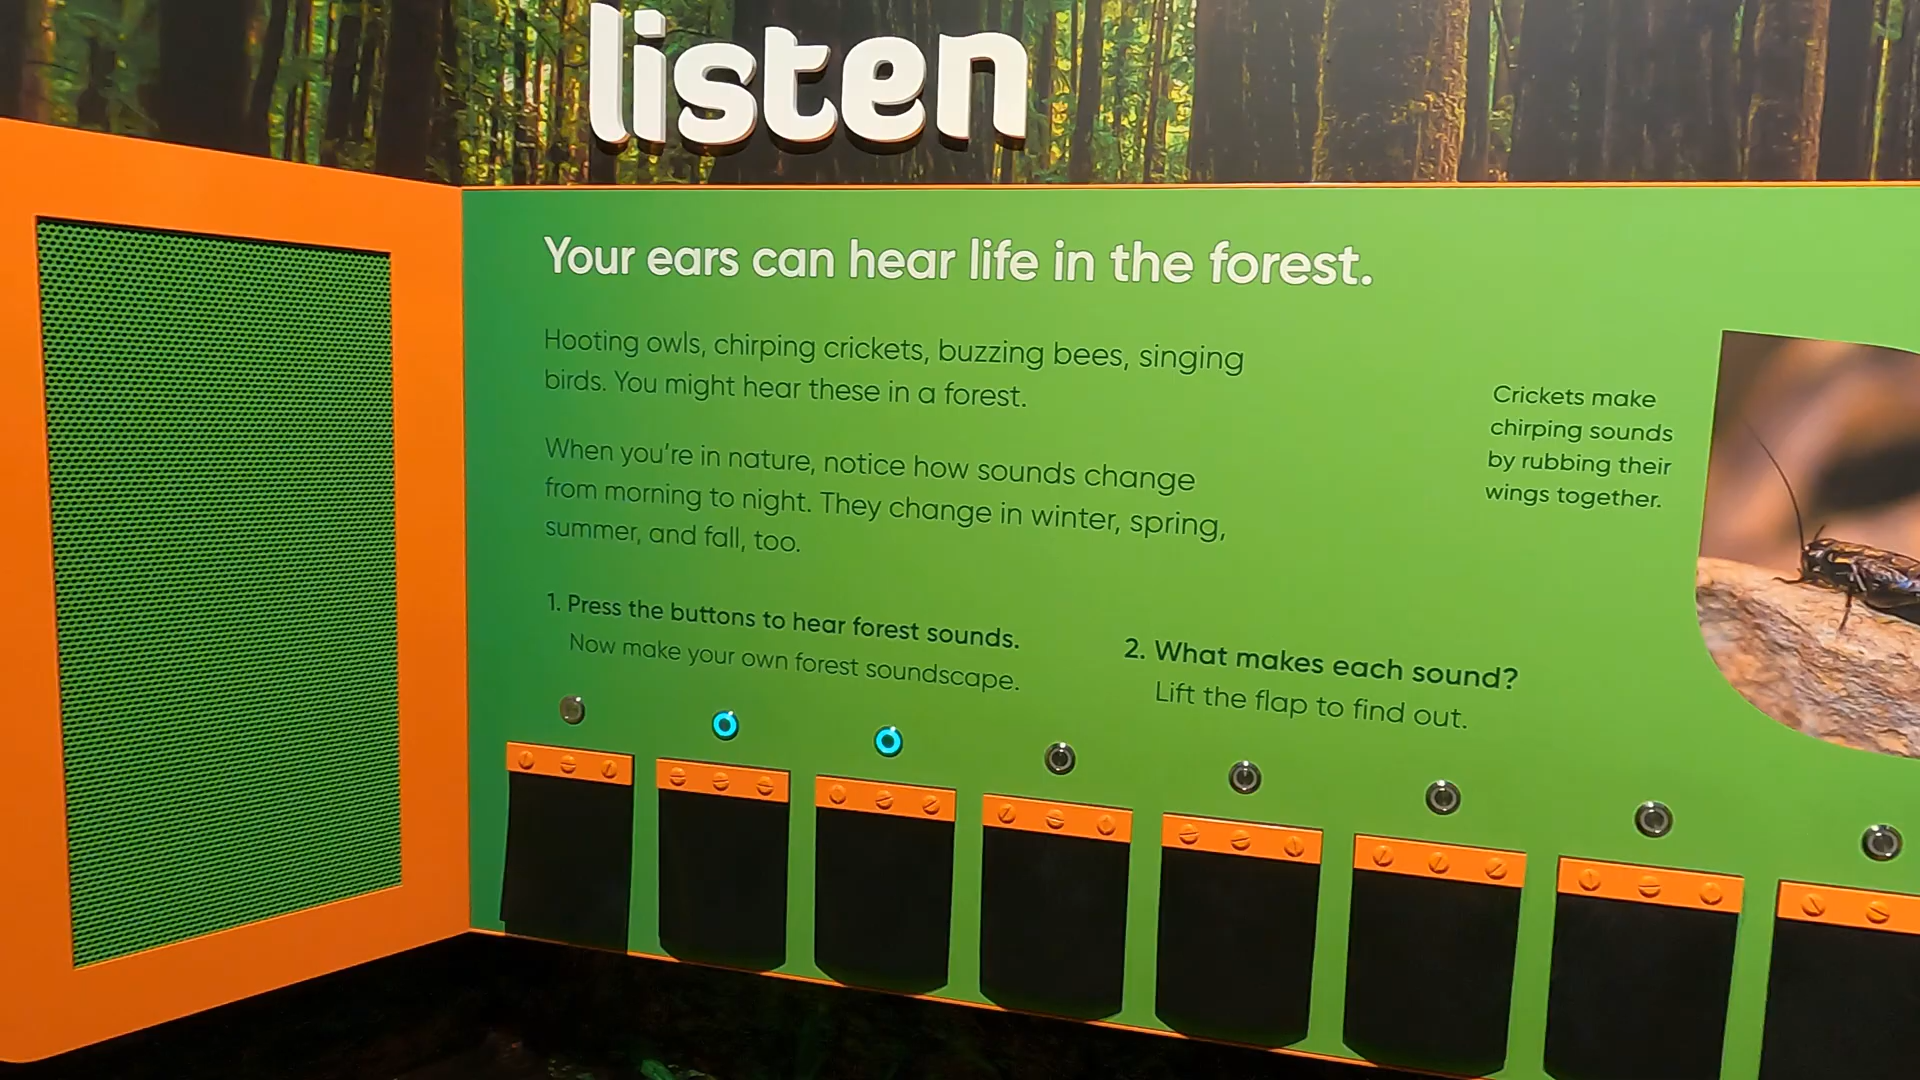 listen
Your ears can hear life in the forest.
Hooting owls, chirping crickets, buzzing bees, singing
birds. You might hear these in a forest.
When you're in nature, notice how sounds change
from morning to night. They change in winter, spring,
summer, and fall, too.
Crickets make
chirping sounds
by rubbing their
wings together.
1. Press the buttons to hear forest sounds.
Now make your own forest soundscape.
2. What makes each sound?
Lift the flap to find out.